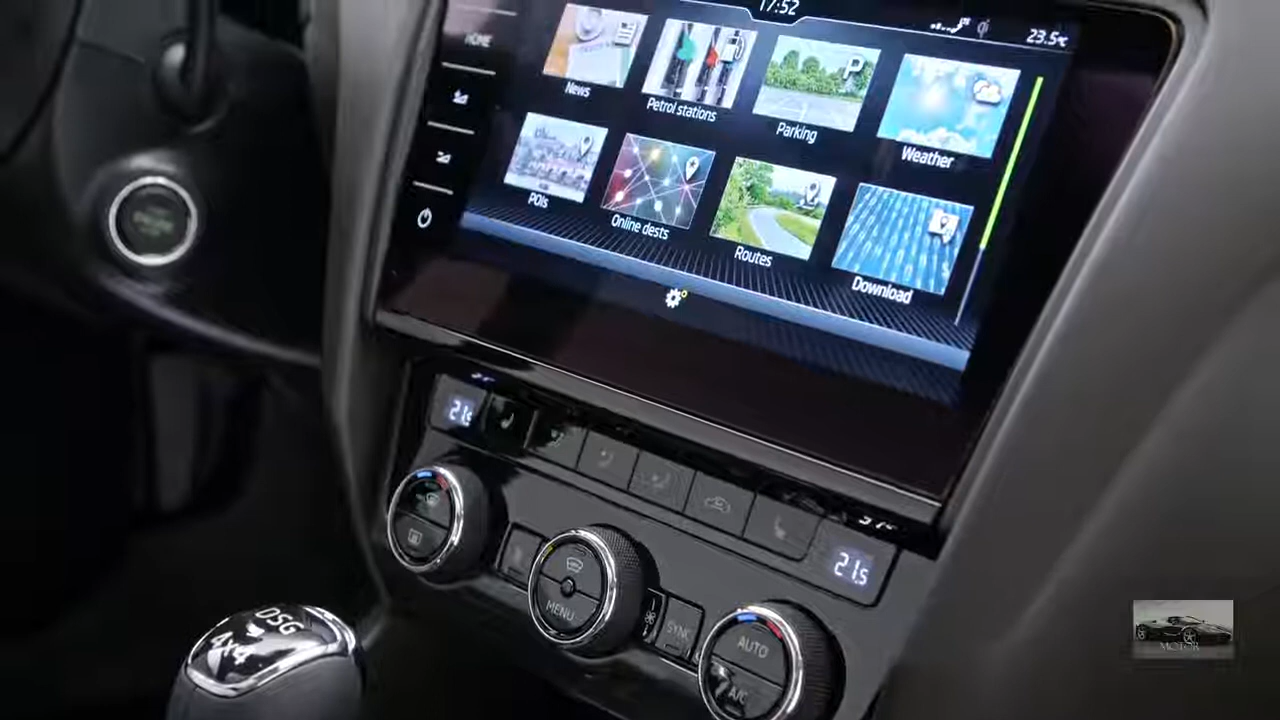 17:52
23.5°C
HOME
News
Petrol stations
Parking
Weather
POIs
Online dests
Routes
Download
21.5
21.5
MENU
SYNC
AUTO
A/C
DSG
4x4
P
MOTOR